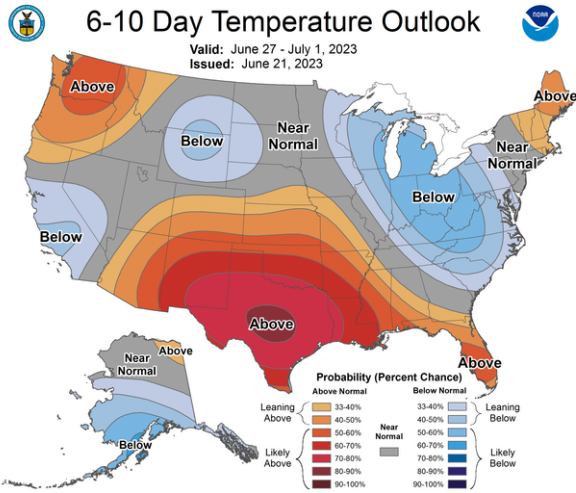 6-10 Day Temperature Outlook
Valid: June 27 - July 1, 2023
Issued: June 21, 2023
NOAA
Above
Above
Near
Normal
Below
Near
Normal
Below
Below
Above
Above
Above
Near
Normal
Below
Probability (Percent Chance)
Above Normal
Below Normal
Leaning
Above
33-40%
40-50%
Likely
Above
50-60%
60-70%
70-80%
80-90%
90-100%
Near
Normal
33-40%
40-50%
Leaning
Below
50-60%
60-70%
70-80%
80-90%
90-100%
Likely
Below